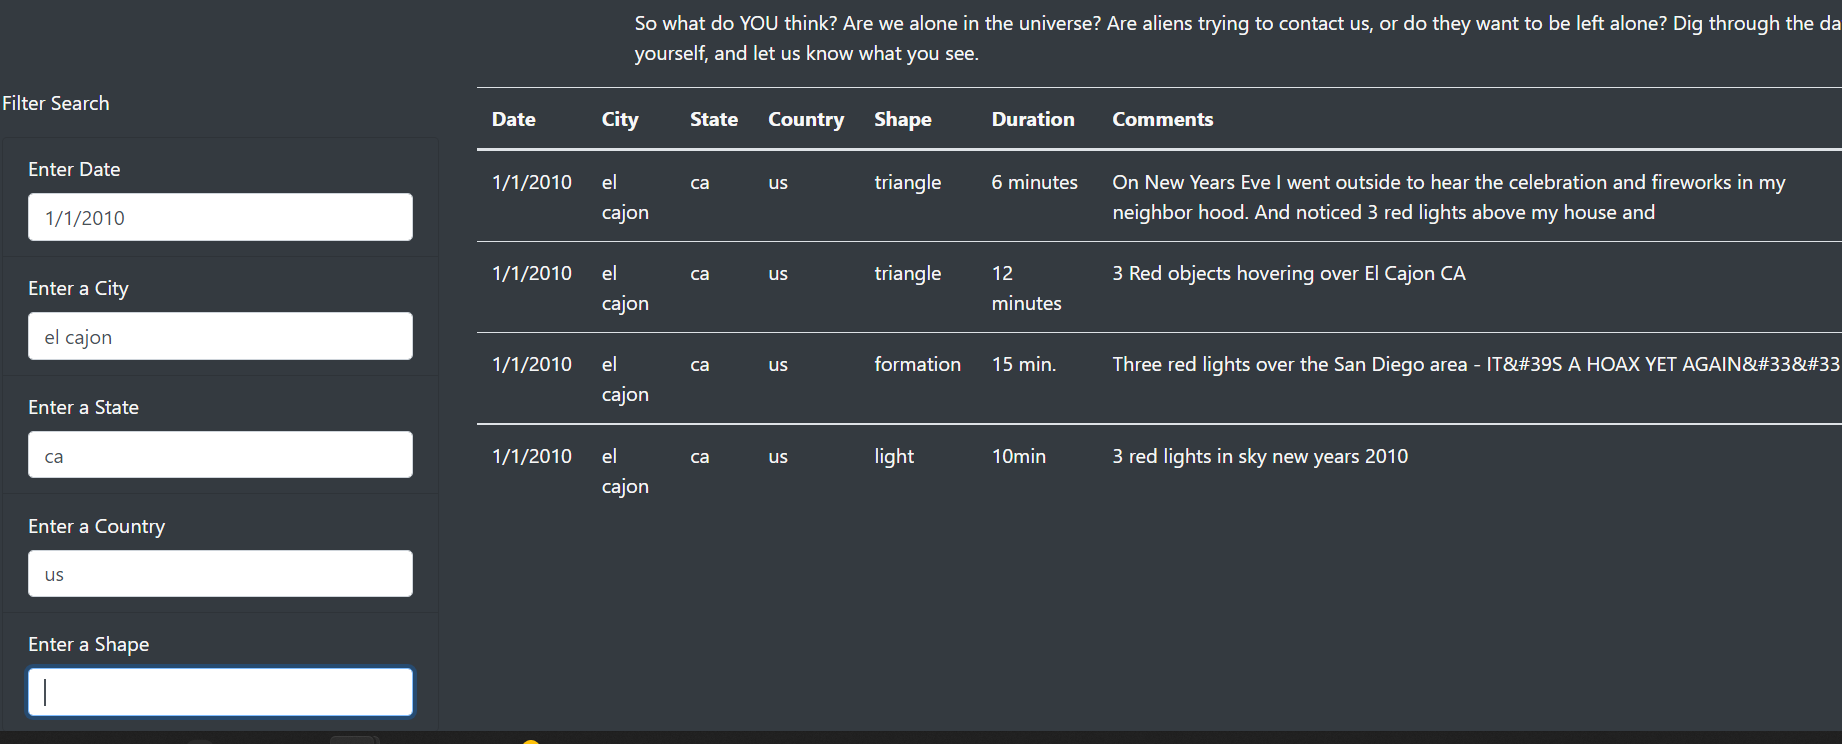 So what do YOU think? Are we alone in the universe? Are aliens trying to contact us, or do they want to be left alone? Dig through the da
yourself, and let us know what you see.
Filter Search
Enter Date
1/1/2010
Enter a City
el cajon
Enter a State
ca
Enter a Country
us
Enter a Shape
Date City State Country Shape Duration Comments
1/1/2010 el ca us triangle 6 minutes On New Years Eve I went outside to hear the celebration and fireworks in my
cajon neighbor hood. And noticed 3 red lights above my house and
1/1/2010 el ca us triangle 12 3 Red objects hovering over El Cajon CA
cajon minutes
1/1/2010 el ca us formation 15 min. Three red lights over the San Diego area - IT&#39S A HOAX YET AGAIN&#33&#33
cajon
1/1/2010 el ca us light 10min 3 red lights in sky new years 2010
cajon